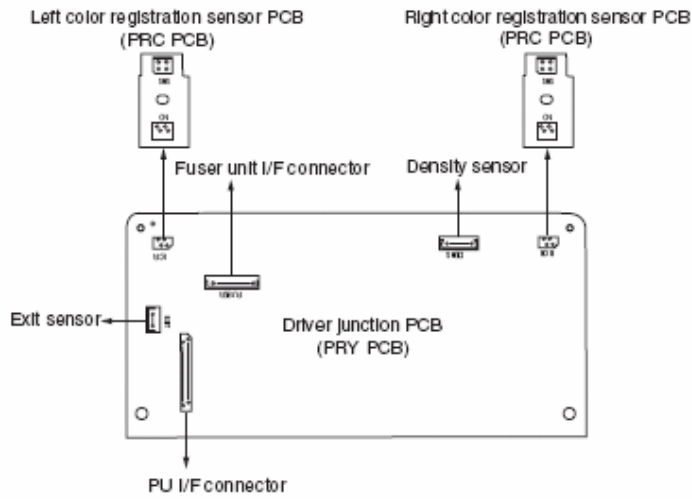 Left color registration sensor PCB
(PRC PCB)
Right color registration sensor PCB
(PRC PCB)
Fuser unit I/F connector
Density sensor
Exit sensor
Driver junction PCB
(PRY PCB)
PU I/F connector